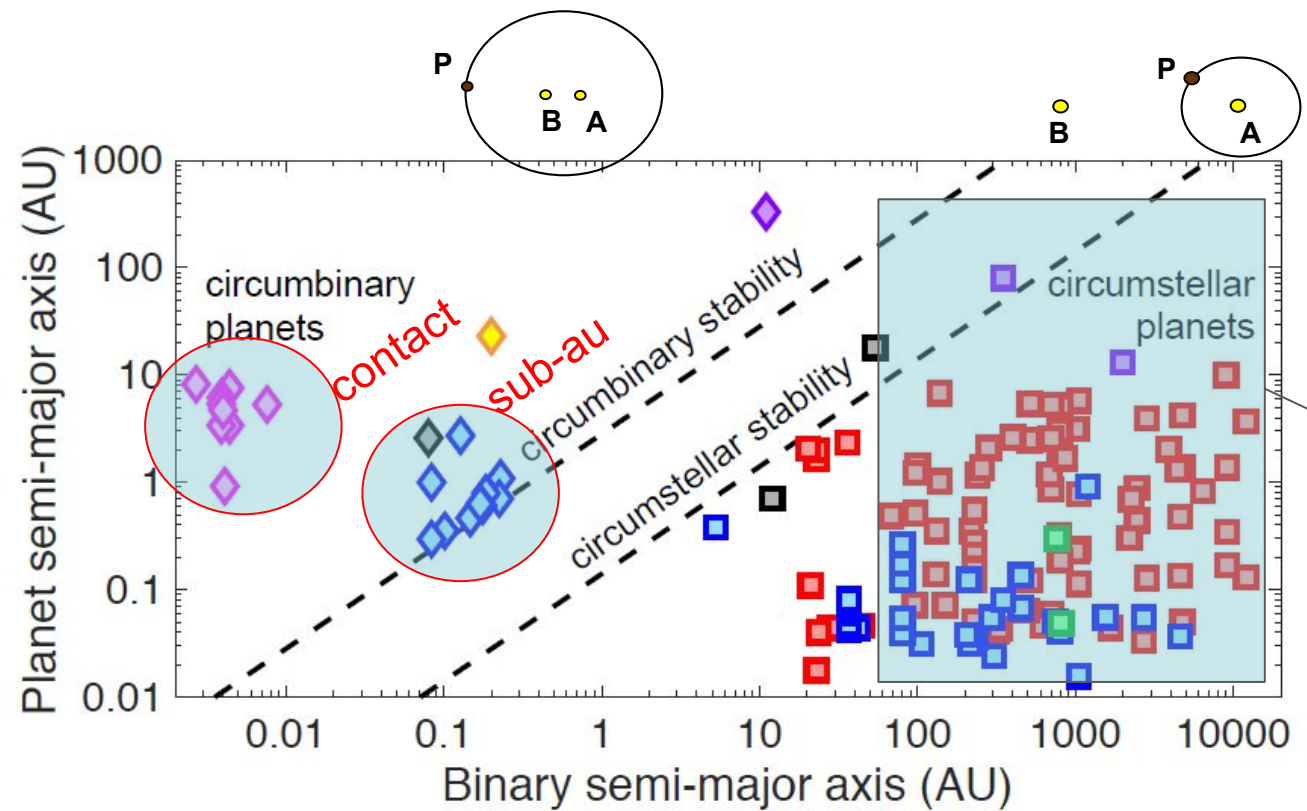 P
B A
P
B
A
Planet semi-major axis (AU)
1000
100
10
1
0.1
0.01
circumbinary
planets
contact
sub-au
circumbinary stability
circumstellar stability
circumstellar
planets
0.01 0.1 1 10 100 1000 10000
Binary semi-major axis (AU)